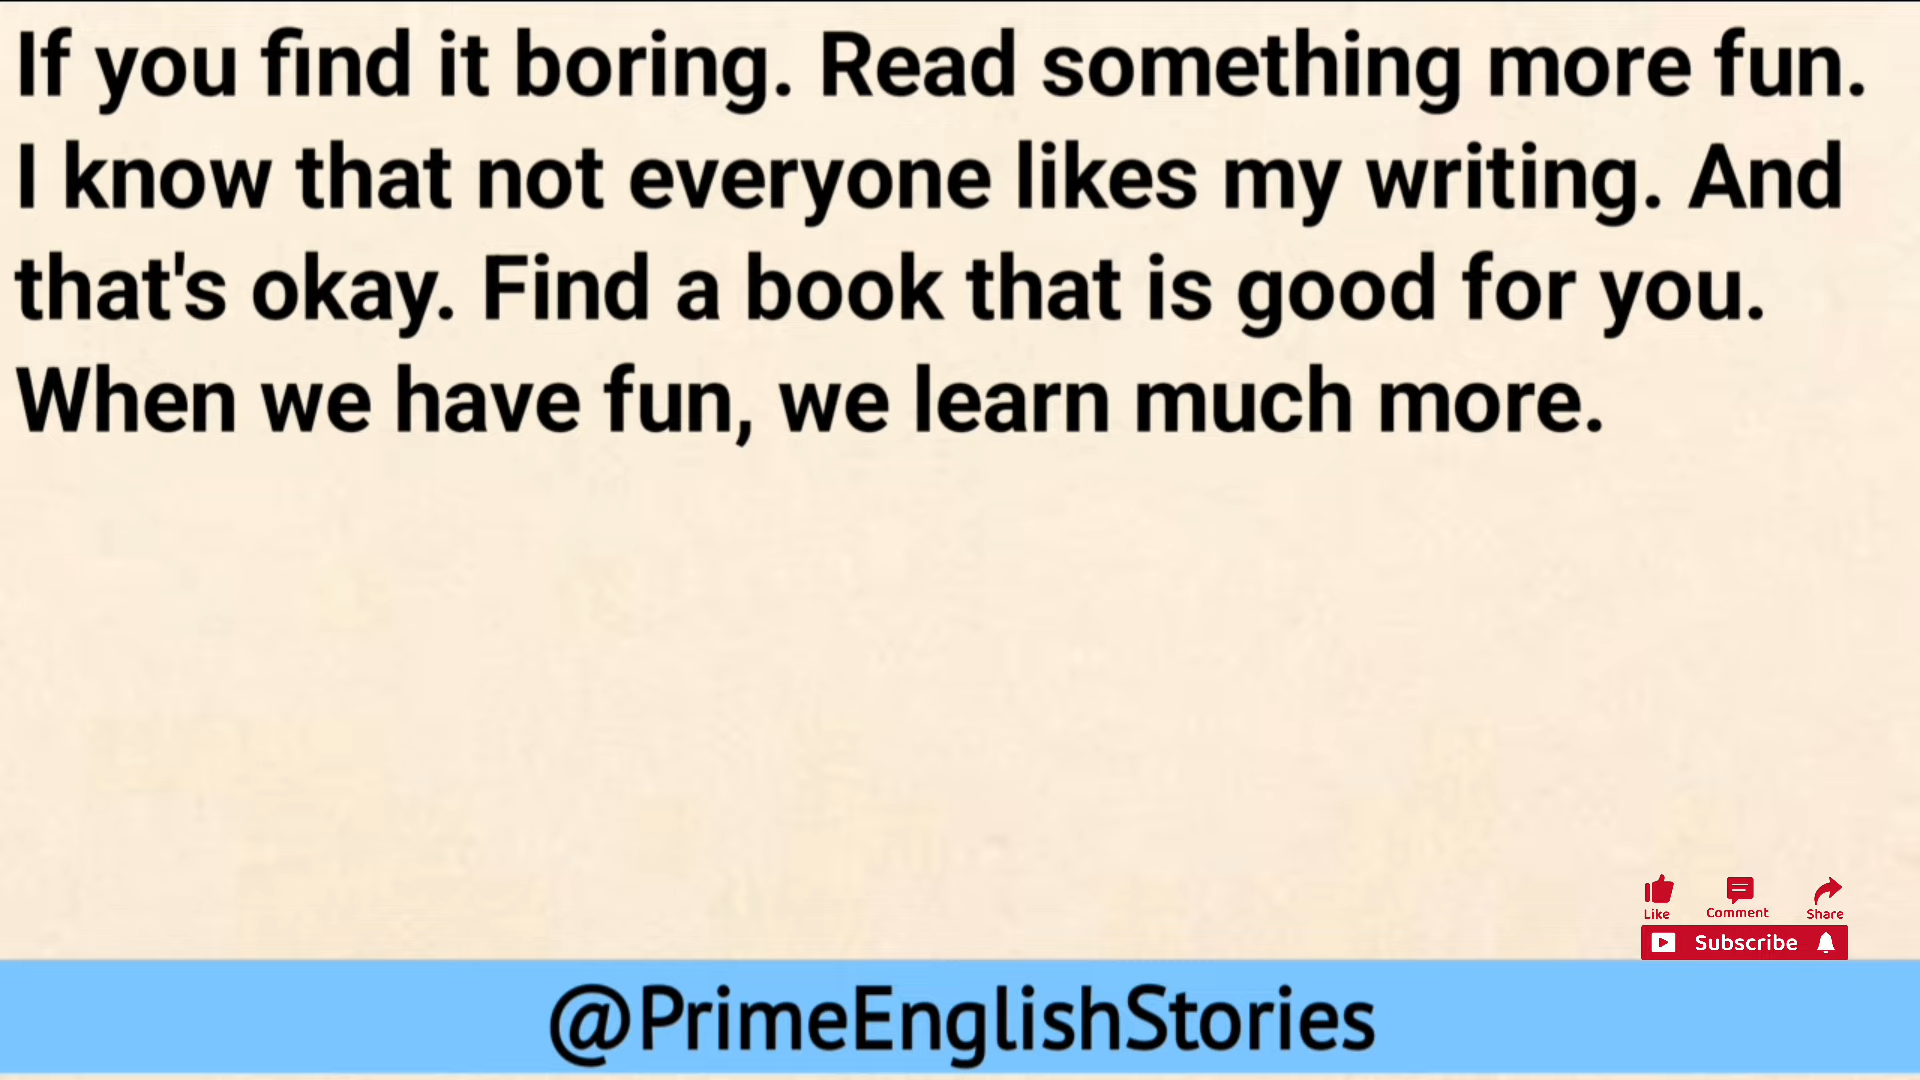 If you find it boring. Read something more fun.
I know that not everyone likes my writing. And
that's okay. Find a book that is good for you.
When we have fun, we learn much more.
Like Comment Share
Subscribe
@PrimeEnglishStories